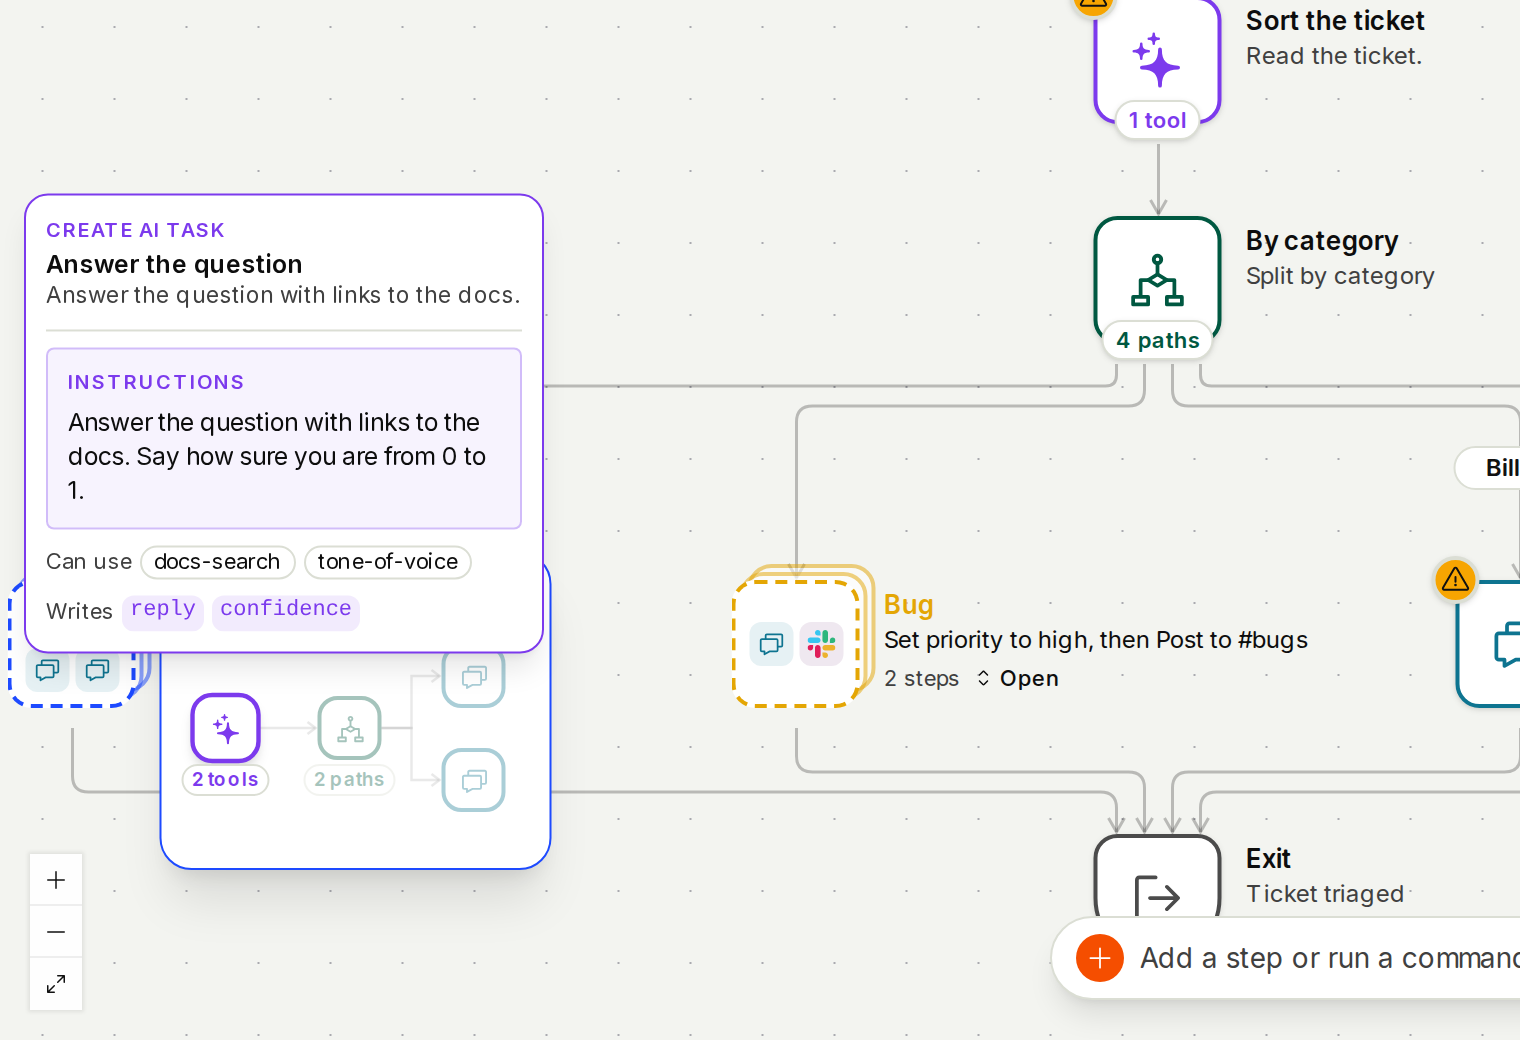 Sort the ticket
Read the ticket.
1 tool
By category
Split by category
4 paths
CREATE AI TASK
Answer the question
Answer the question with links to the docs.
INSTRUCTIONS
Answer the question with links to the
docs. Say how sure you are from 0 to
1.
Can use docs-search tone-of-voice
Writes reply confidence
2 tools
2 paths
Bill
Bug
Set priority to high, then Post to #bugs
2 steps Open
Exit
Ticket triaged
Add a step or run a command